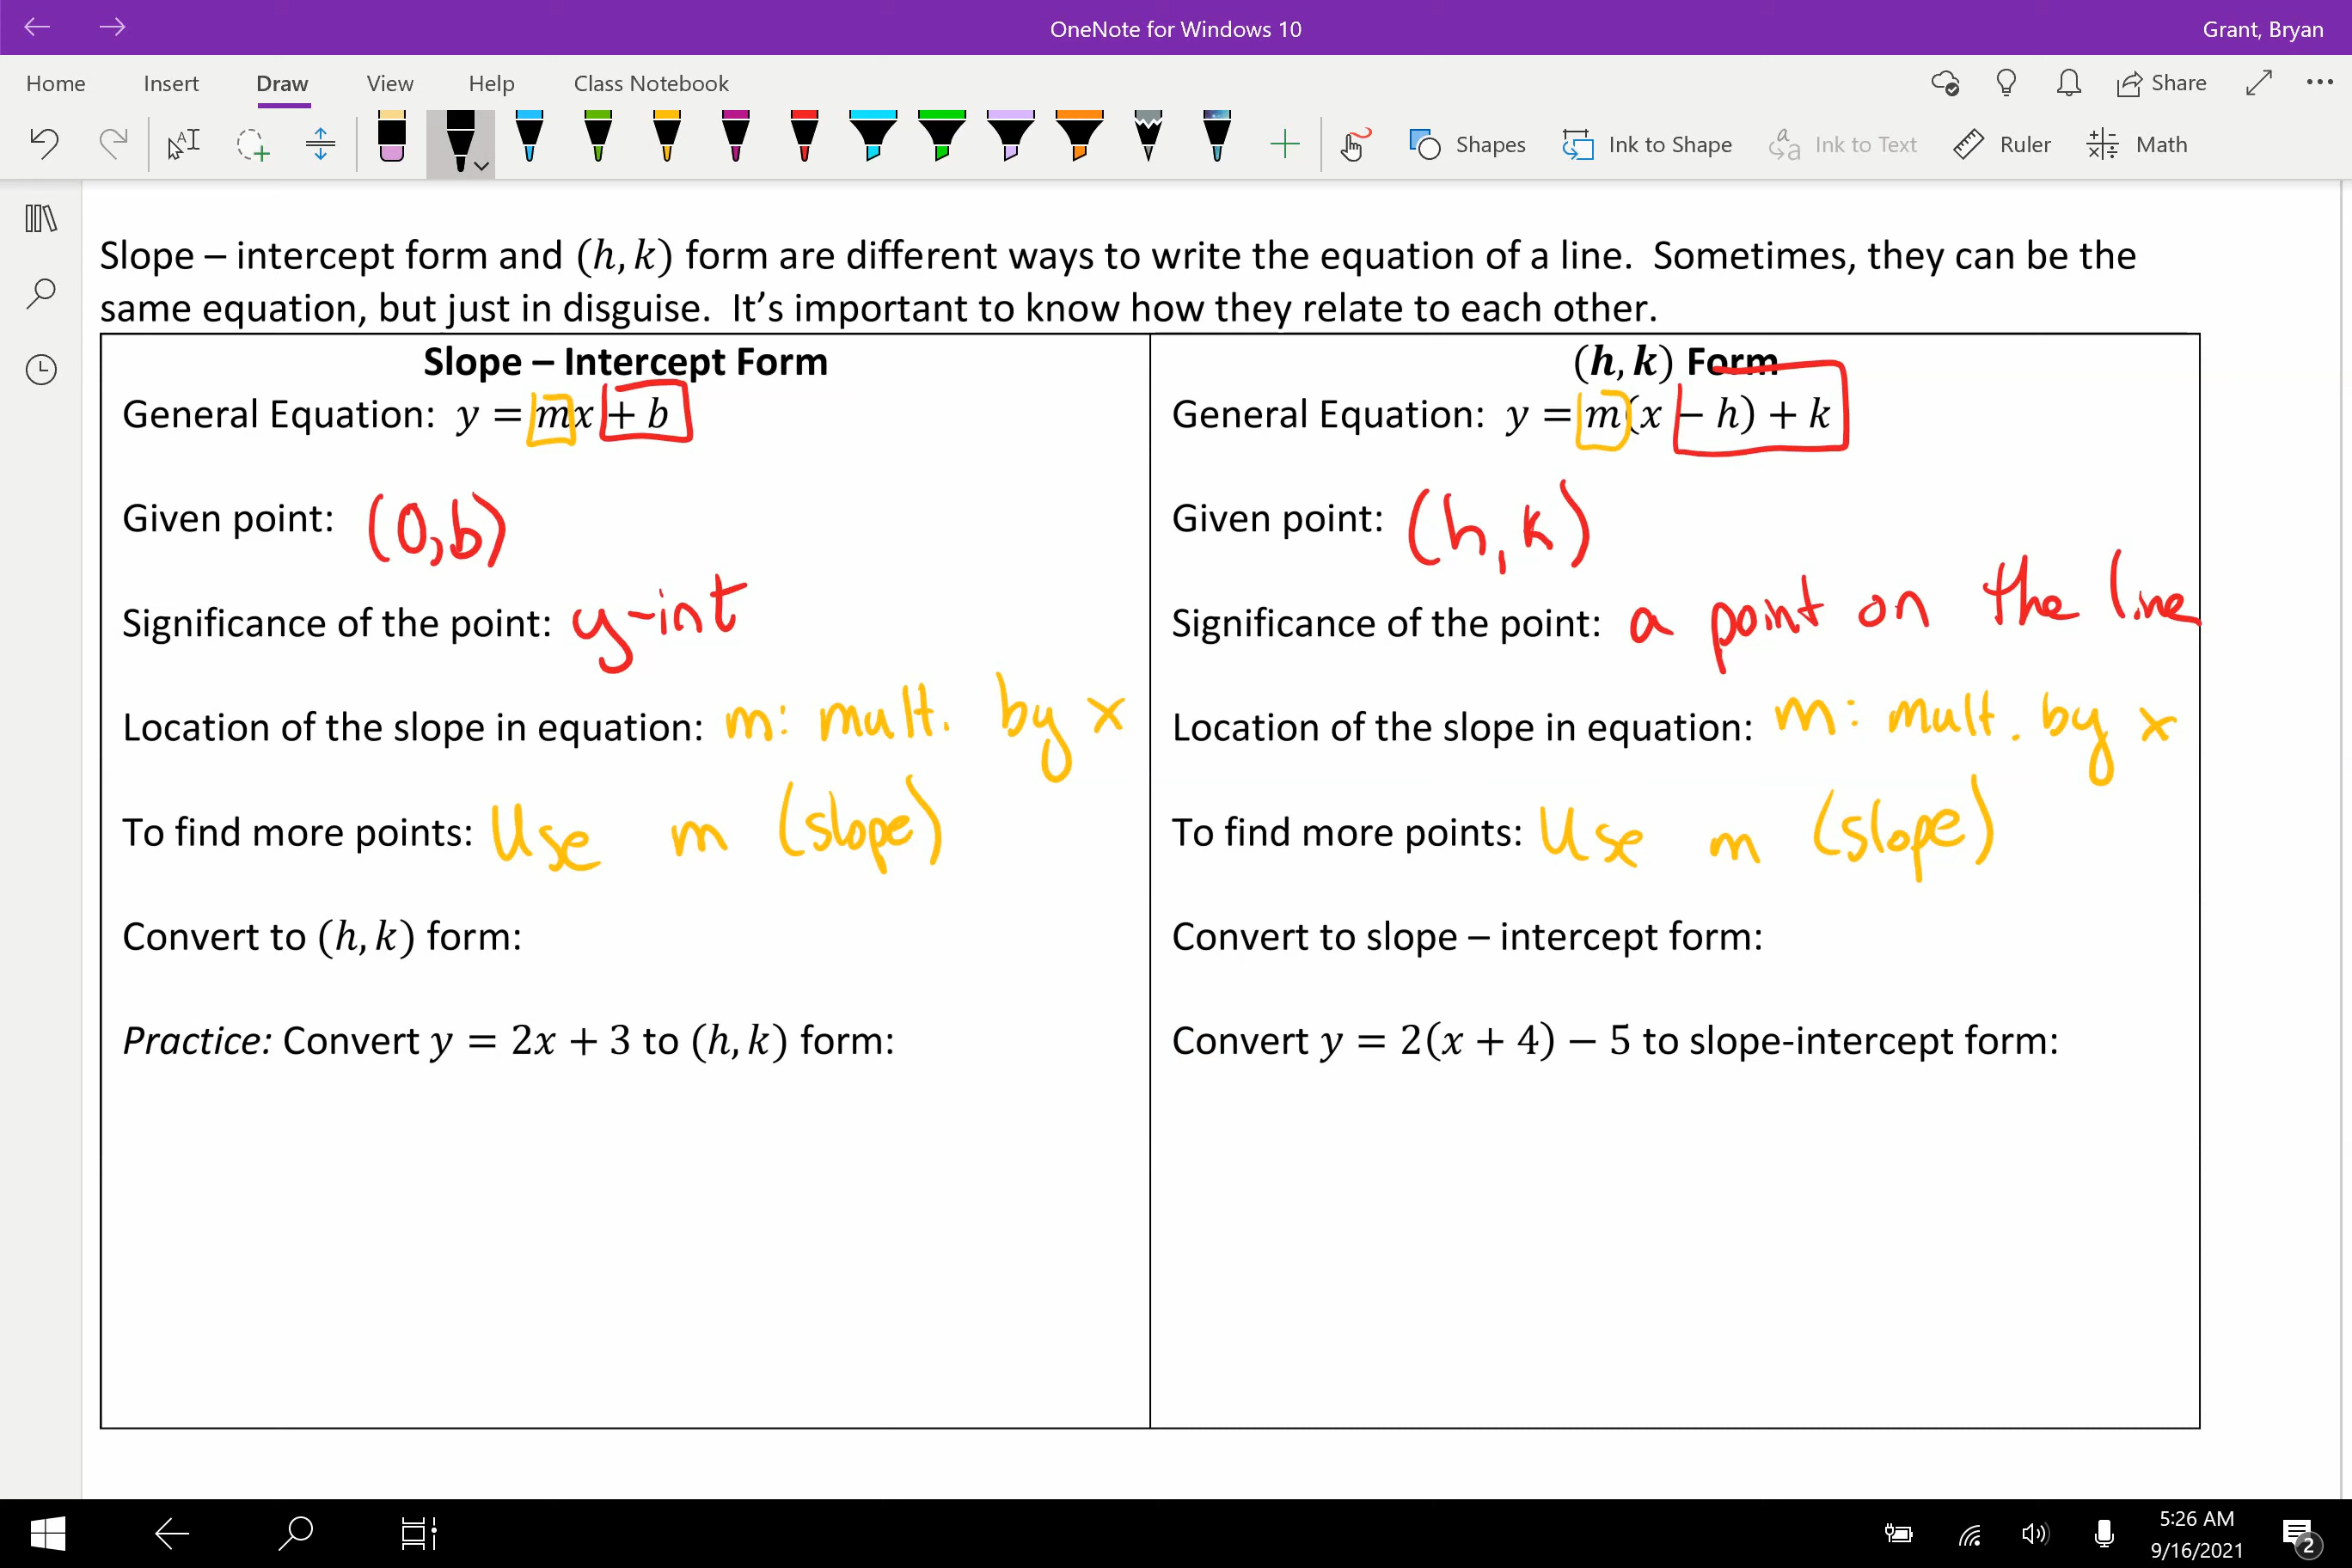 OneNote for Windows 10
Grant, Bryan
Home Insert Draw View Help Class Notebook
Share
Shapes Ink to Shape Ink to Text Ruler Math
Slope – intercept form and (h, k) form are different ways to write the equation of a line. Sometimes, they can be the
same equation, but just in disguise. It's important to know how they relate to each other.
Slope – Intercept Form
General Equation: y = mx + b
Given point: (0,b)
Significance of the point: y-int
Location of the slope in equation: m: mult. by x
To find more points: Use m (slope)
Convert to (h, k) form:
Practice: Convert y = 2x + 3 to (h, k) form:
(h, k) Form
General Equation: y = m(x − h) + k
Given point: (h, k)
Significance of the point: a point on the line
Location of the slope in equation: m: mult. by x
To find more points: Use m (slope)
Convert to slope – intercept form:
Convert y = 2(x + 4) − 5 to slope-intercept form:
5:26 AM
9/16/2021
2